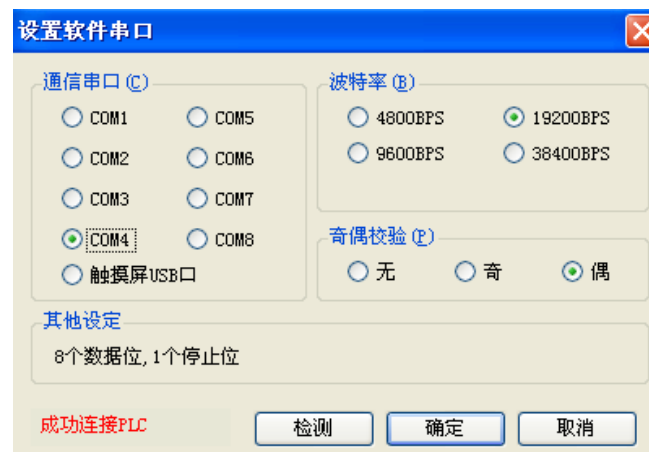 设置软件串口
通信串口(C)
COM1
COM5
COM2
COM6
COM3
COM7
COM4
COM8
触摸屏USB口
波特率(B)
4800BPS
19200BPS
9600BPS
38400BPS
奇偶校验(P)
无
奇
偶
其他设定
8个数据位,1个停止位
成功连接PLC
检测
确定
取消